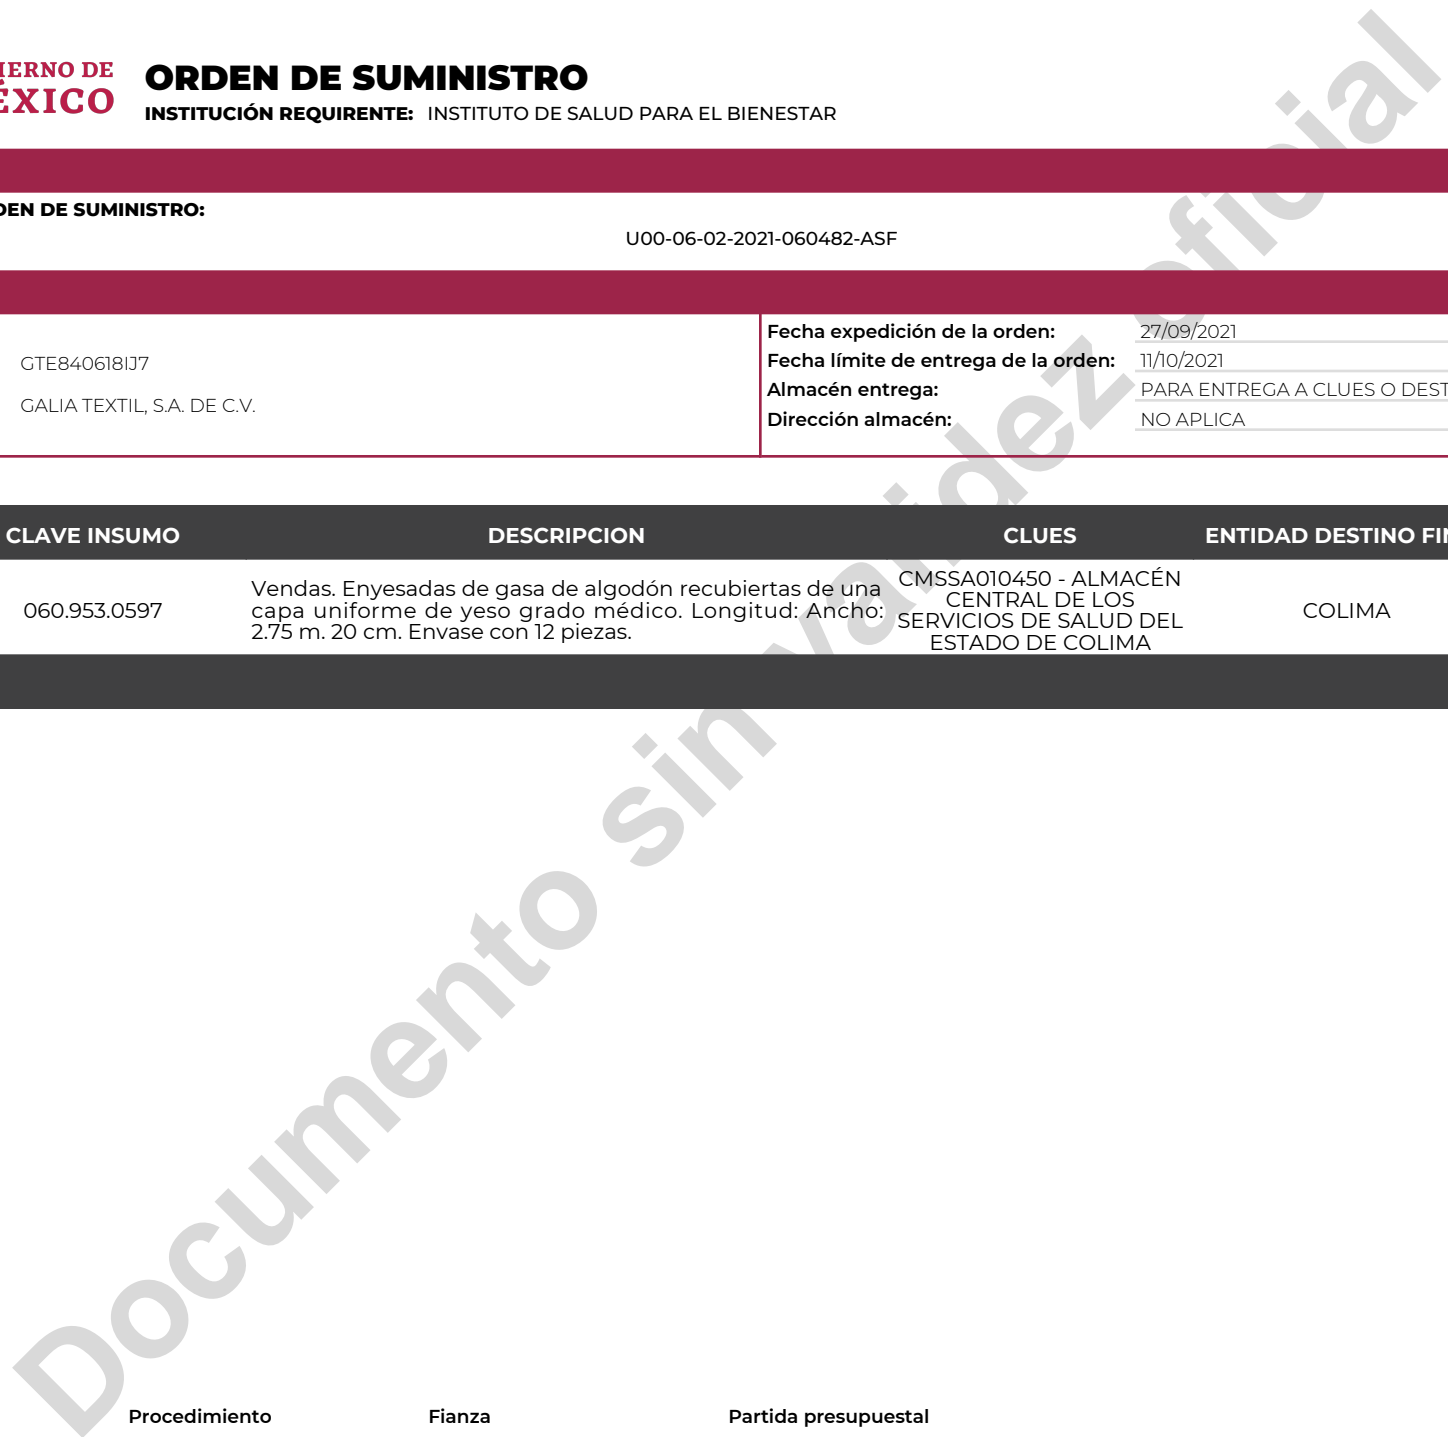 IERNO DE
ÉXICO
ORDEN DE SUMINISTRO
INSTITUCIÓN REQUIRENTE: INSTITUTO DE SALUD PARA EL BIENESTAR
DEN DE SUMINISTRO:
U00-06-02-2021-060482-ASF
GTE840618IJ7
GALIA TEXTIL, S.A. DE C.V.
Fecha expedición de la orden: 27/09/2021
Fecha límite de entrega de la orden: 11/10/2021
Almacén entrega: PARA ENTREGA A CLUES O DEST
Dirección almacén: NO APLICA
CLAVE INSUMO DESCRIPCION CLUES ENTIDAD DESTINO FIN
060.953.0597
Vendas. Enyesadas de gasa de algodón recubiertas de una
capa uniforme de yeso grado médico. Longitud: Ancho:
2.75 m. 20 cm. Envase con 12 piezas.
CMSSA010450 - ALMACÉN
CENTRAL DE LOS
SERVICIOS DE SALUD DEL
ESTADO DE COLIMA
COLIMA
Documento sin validez oficial
Procedimiento Fianza Partida presupuestal